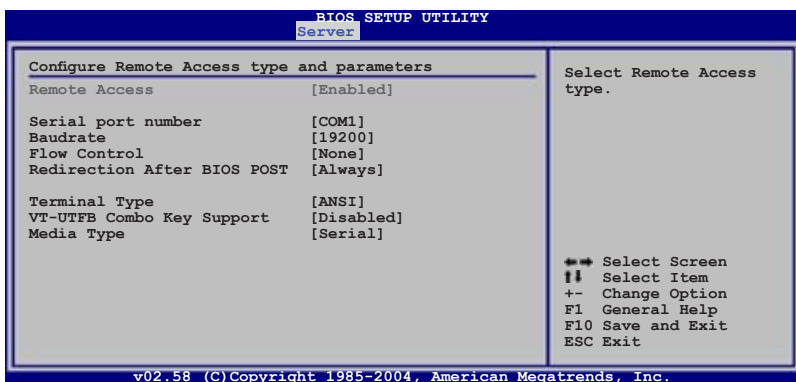 BIOS SETUP UTILITY
Server
Configure Remote Access type and parameters
Remote Access [Enabled]
Serial port number [COM1]
Baudrate [19200]
Flow Control [None]
Redirection After BIOS POST [Always]
Terminal Type [ANSI]
VT-UTFB Combo Key Support [Disabled]
Media Type [Serial]
Select Remote Access
type.
Select Screen
Select Item
+- Change Option
F1 General Help
F10 Save and Exit
ESC Exit
v02.58 (C)Copyright 1985-2004, American Megatrends, Inc.